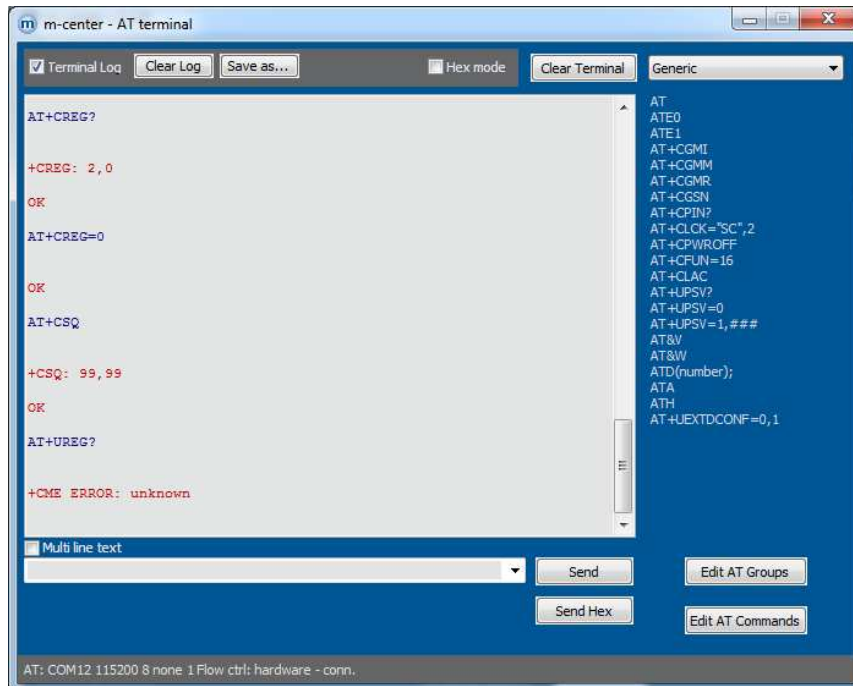 m-center - AT terminal
Terminal Log Clear Log Save as... Hex mode Clear Terminal Generic
AT+CREG?
+CREG: 2,0
OK
AT+CREG=0
OK
AT+CSQ
+CSQ: 99,99
OK
AT+UREG?
+CME ERROR: unknown
AT
ATE0
ATE1
AT+CGMI
AT+CGMM
AT+CGMR
AT+CGSN
AT+CPIN?
AT+CLCK="SC",2
AT+CPWROFF
AT+CFUN=16
AT+CLAC
AT+UPSV?
AT+UPSV=0
AT+UPSV=1,###
AT&V
AT&W
ATD(number);
ATA
ATH
AT+UEXTDCONF=0,1
Multi line text
Send Edit AT Groups
Send Hex Edit AT Commands
AT: COM12 115200 8 none 1 Flow ctrl: hardware - conn.